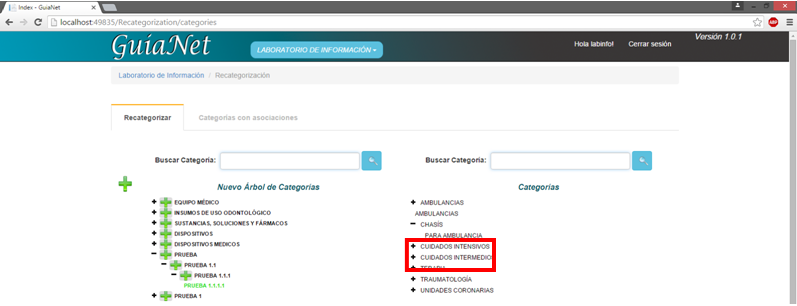 Index - GuiaNet
localhost:49835/Recategorization/categories
GuiaNet
LABORATORIO DE INFORMACIÓN
Hola labinfo!
Cerrar sesión
Versión 1.0.1
Laboratorio de Información / Recategorización
Recategorizar
Categorías con asociaciones
Buscar Categoría:
Buscar Categoría:
Nuevo Árbol de Categorías
EQUIPO MÉDICO
INSUMOS DE USO ODONTOLÓGICO
SUSTANCIAS, SOLUCIONES Y FÁRMACOS
DISPOSITIVOS
DISPOSITIVOS MEDICOS
PRUEBA
PRUEBA 1.1
PRUEBA 1.1.1
PRUEBA 1.1.1.1
PRUEBA 1
Categorías
AMBULANCIAS
AMBULANCIAS
CHASÍS
PARA AMBULANCIA
CUIDADOS INTENSIVOS
CUIDADOS INTERMEDIO
TERAPIA
TRAUMATOLOGÍA
UNIDADES CORONARIAS